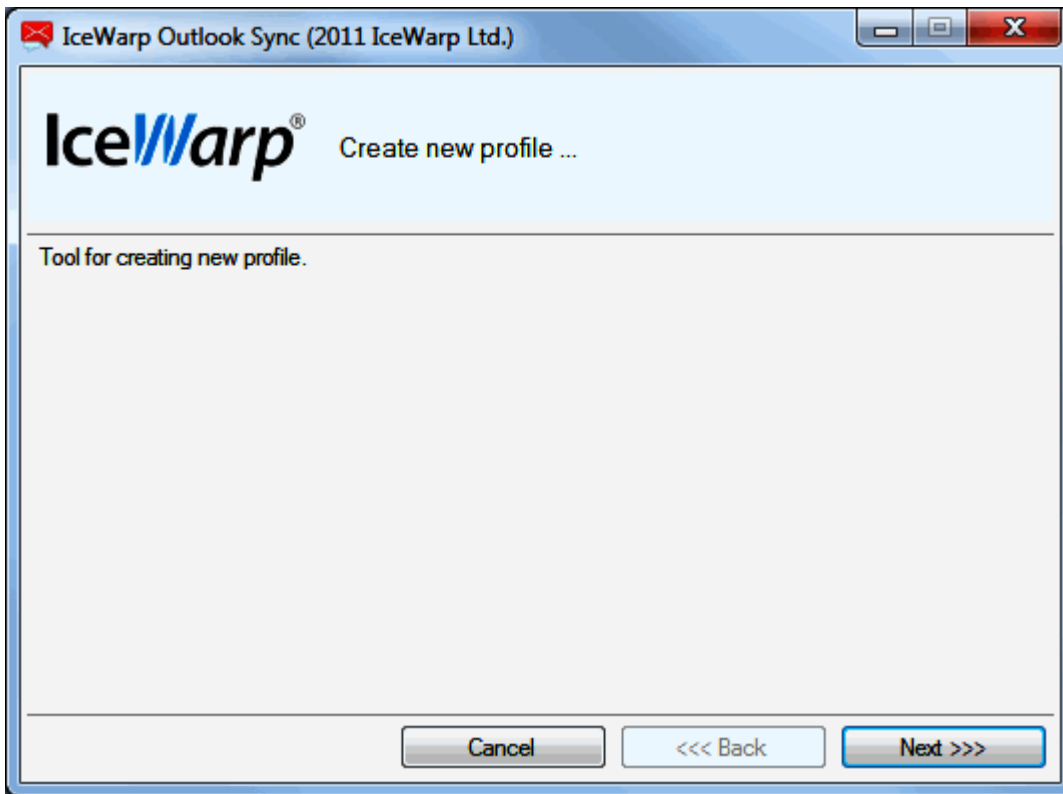 IceWarp Outlook Sync (2011 IceWarp Ltd.)
IceWarp® Create new profile ...
Tool for creating new profile.
Cancel <<< Back Next >>>